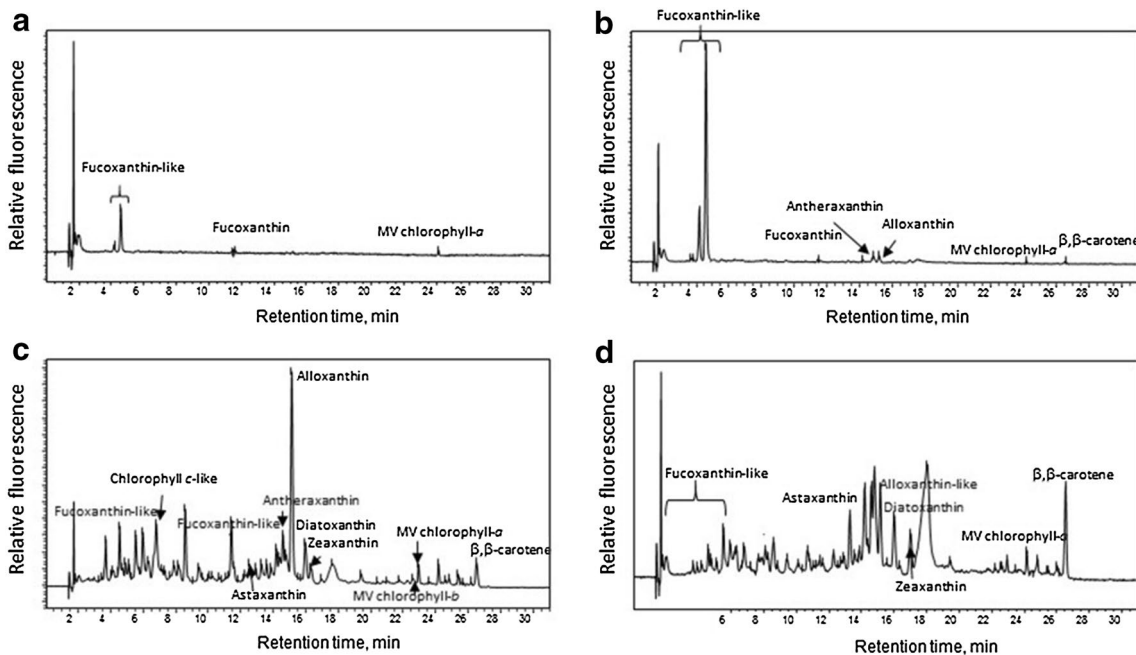 a
Fucoxanthin-like
Fucoxanthin
MV chlorophyll-a
2 4 6 8 10 12 14 16 18 20 22 24 26 28 30
Retention time, min
Relative fluorescence
b
Fucoxanthin-like
Antheraxanthin
Alloxanthin
Fucoxanthin
MV chlorophyll-a
β,β-carotene
2 4 6 8 10 12 14 16 18 20 22 24 26 28 30
Retention time, min
Relative fluorescence
c
Alloxanthin
Chlorophyll c-like
Antheraxanthin
Fucoxanthin-like
Fucoxanthin-like
Diatoxanthin
MV chlorophyll-a
Zeaxanthin
β,β-carotene
Astaxanthin
MV chlorophyll-b
2 4 6 8 10 12 14 16 18 20 22 24 26 28 30
Retention time, min
Relative fluorescence
d
Fucoxanthin-like
Alloxanthin-like
β,β-carotene
Astaxanthin
Diatoxanthin
MV chlorophyll-a
Zeaxanthin
6 8 10 12 14 16 18 20 22 24 26 28 30
Retention time, min
Relative fluorescence